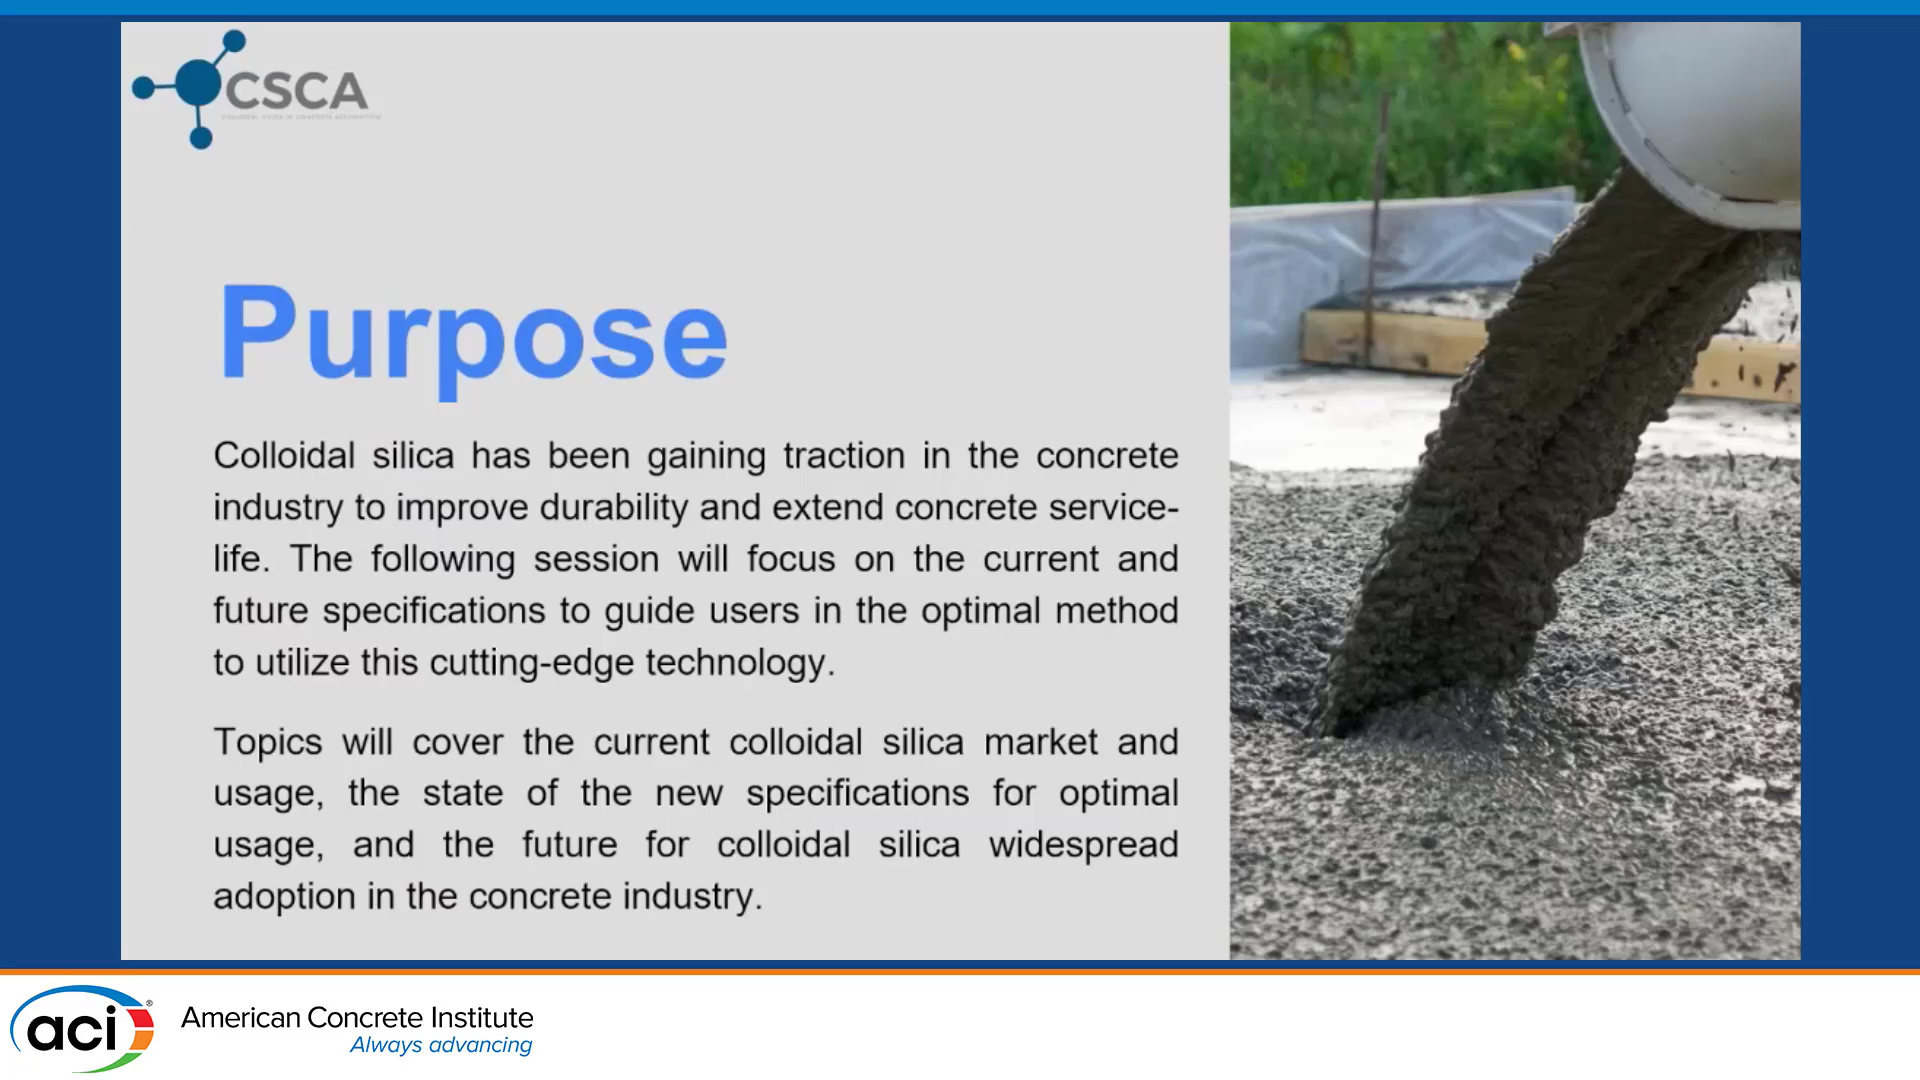 CSCA
Purpose
Colloidal silica has been gaining traction in the concrete
industry to improve durability and extend concrete service-
life. The following session will focus on the current and
future specifications to guide users in the optimal method
to utilize this cutting-edge technology.
Topics will cover the current colloidal silica market and
usage, the state of the new specifications for optimal
usage, and the future for colloidal silica widespread
adoption in the concrete industry.
aci®
American Concrete Institute
Always advancing